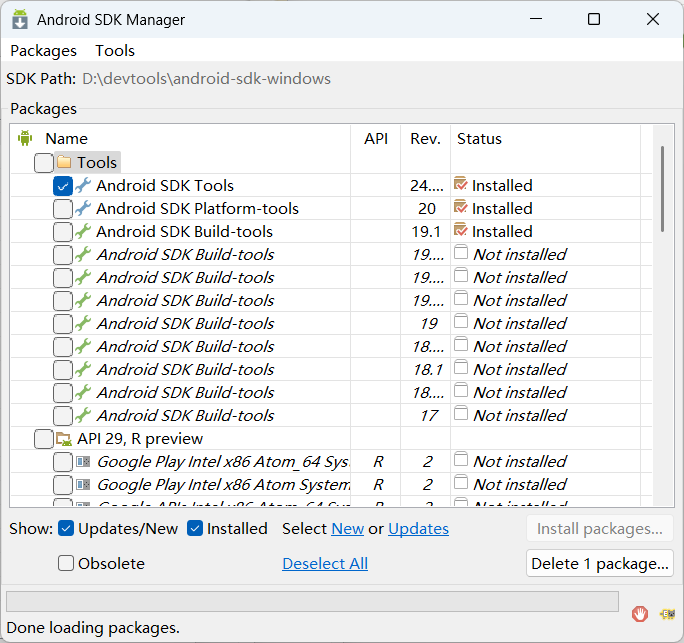 Android SDK Manager
Packages Tools
SDK Path: D:\devtools\android-sdk-windows
Packages
Name API Rev. Status
Tools
Android SDK Tools 24.... Installed
Android SDK Platform-tools 20 Installed
Android SDK Build-tools 19.1 Installed
Android SDK Build-tools 19.... Not installed
Android SDK Build-tools 19.... Not installed
Android SDK Build-tools 19.... Not installed
Android SDK Build-tools 19 Not installed
Android SDK Build-tools 18.... Not installed
Android SDK Build-tools 18.1 Not installed
Android SDK Build-tools 18.... Not installed
Android SDK Build-tools 17 Not installed
API 29, R preview
Google Play Intel x86 Atom_64 Sys R 2 Not installed
Google Play Intel x86 Atom System R 2 Not installed
Google APIs Intel x86 Atom_64 Sys R 2 Not installed
Show: Updates/New Installed Select New or Updates Install packages...
Obsolete Deselect All Delete 1 package...
Done loading packages.